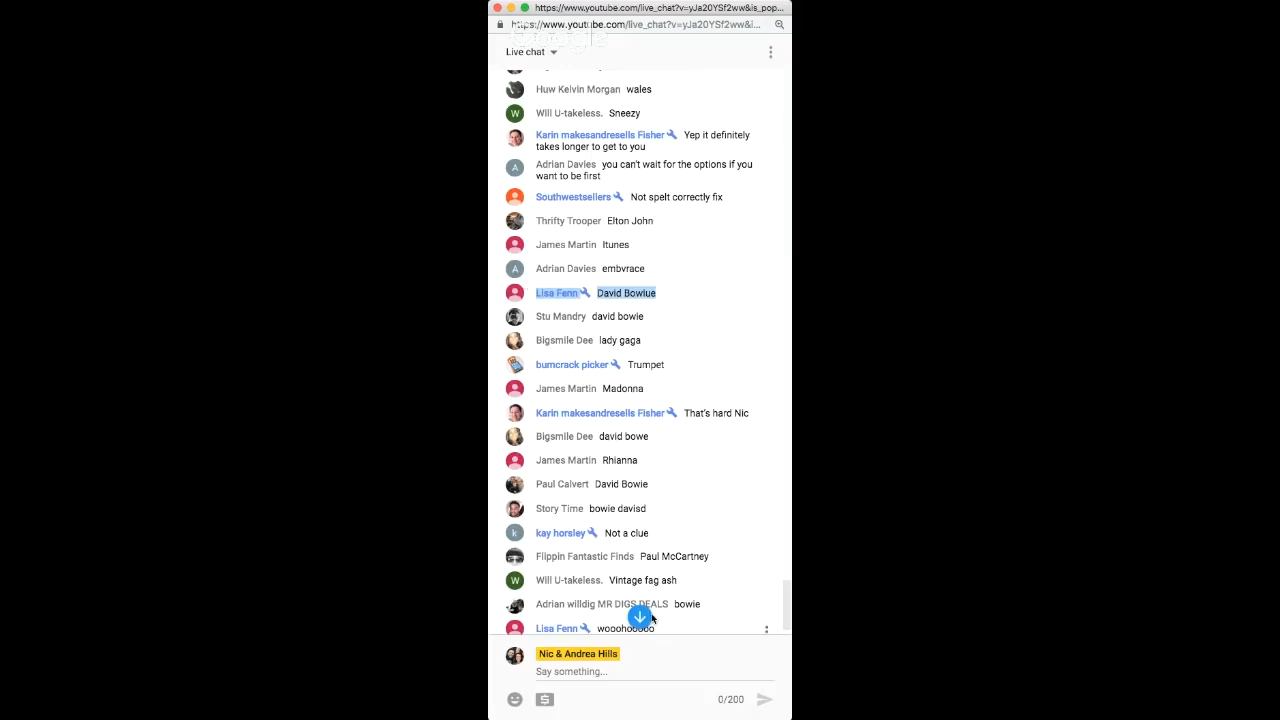 https://www.youtube.com/live_chat?v=yJa20YSf2ww&is_pop...
https://www.youtube.com/live_chat?v=yJa20YSf2ww&i...
Google
Live chat
Huw Kelvin Morgan wales
W Will U-takeless. Sneezy
Karin makesandresells Fisher Yep it definitely
takes longer to get to you
A Adrian Davies you can't wait for the options if you
want to be first
Southwestsellers Not spelt correctly fix
Thrifty Trooper Elton John
James Martin Itunes
A Adrian Davies embvrace
Lisa Fenn David Bowiue
Stu Mandry david bowie
Bigsmile Dee lady gaga
bumcrack picker Trumpet
James Martin Madonna
Karin makesandresells Fisher That's hard Nic
Bigsmile Dee david bowe
James Martin Rhianna
Paul Calvert David Bowie
Story Time bowie davisd
k kay horsley Not a clue
Flippin Fantastic Finds Paul McCartney
W Will U-takeless. Vintage fag ash
Adrian willdig MR DIGS DEALS bowie
Lisa Fenn wooohooooo
Nic & Andrea Hills
Say something...
0/200